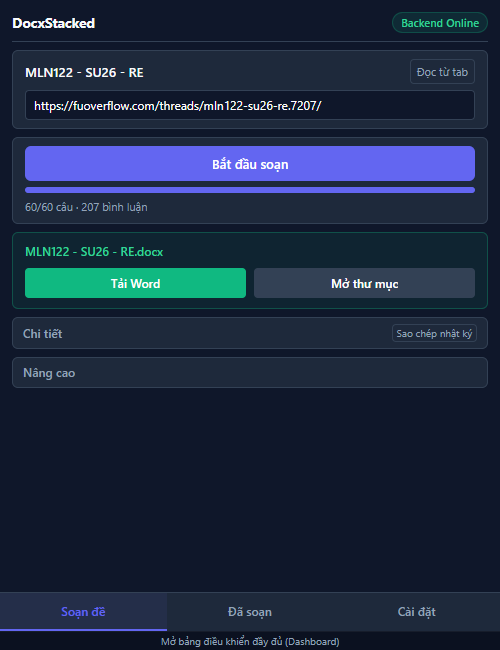 DocxStacked
Backend Online
MLN122 - SU26 - RE
Đọc từ tab
https://fuoverflow.com/threads/mln122-su26-re.7207/
Bắt đầu soạn
60/60 câu · 207 bình luận
MLN122 - SU26 - RE.docx
Tải Word
Mở thư mục
Chi tiết
Sao chép nhật ký
Nâng cao
Soạn đề
Đã soạn
Cài đặt
Mở bảng điều khiển đầy đủ (Dashboard)